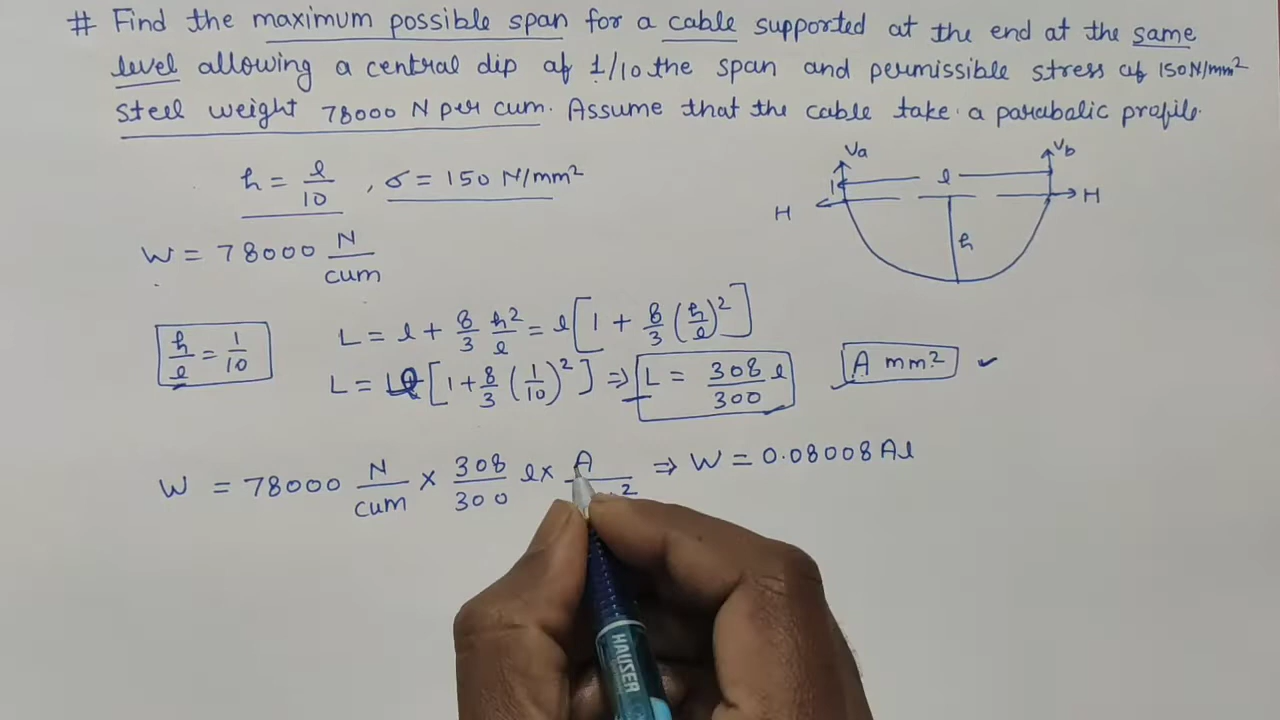 # Find the maximum possible span for a cable supported at the end at the same
level allowing a central dip of 1/10 the span and permissible stress of 150N/mm²
steel weight 78000 N per cum. Assume that the cable take a parabolic profile.
h = l/10 , σ = 150 N/mm²
Va
Vb
l
H
H
h
W = 78000 N/cum
h/l = 1/10
L = l + 8/3 h²/l = l[1 + 8/3 (h/l)²]
L = l[1 + 8/3 (1/10)²] ⇒ L = 308/300 l
A mm² ✓
W = 78000 N/cum × 308/300 l × A/ ² ⇒ W = 0.08008 Al
HAUSER